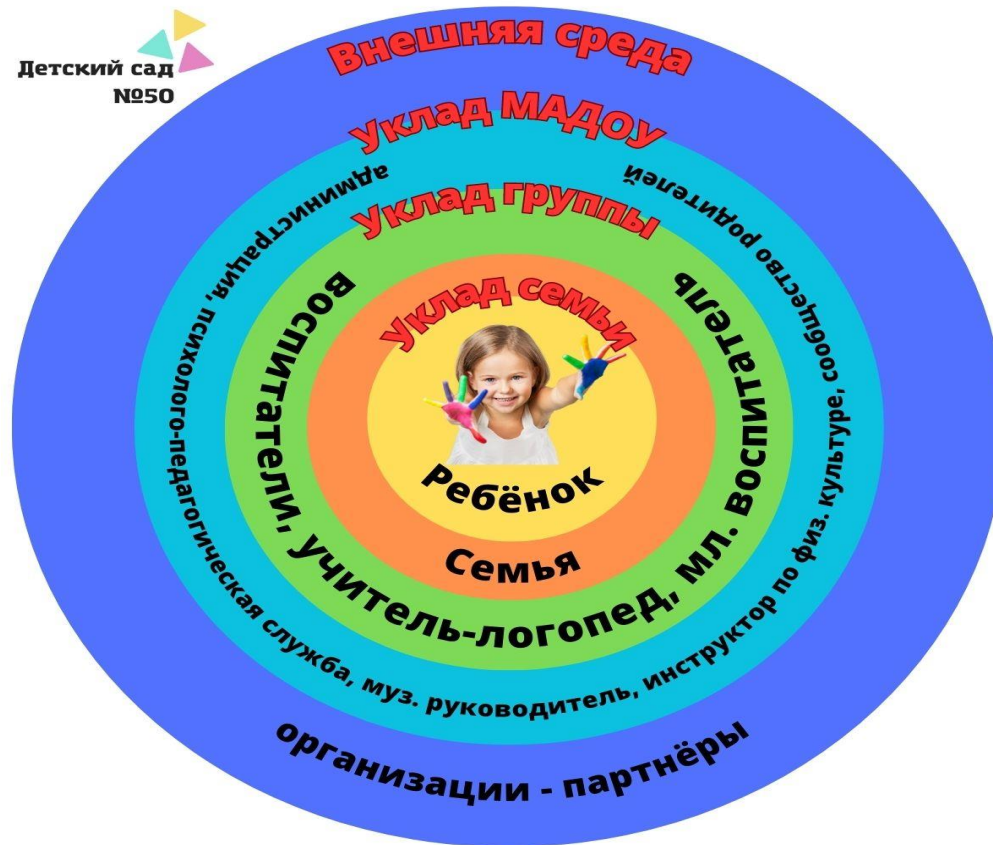 Детский сад
№50
Внешняя среда
Уклад МАДОУ
администрация, психолого-педагогическая служба, муз. руководитель, инструктор по физ. культуре, сообщество родителей
Уклад группы
Воспитатели, учитель-логопед, мл. воспитатель
Уклад семьи
Ребёнок
Семья
организации - партнёры